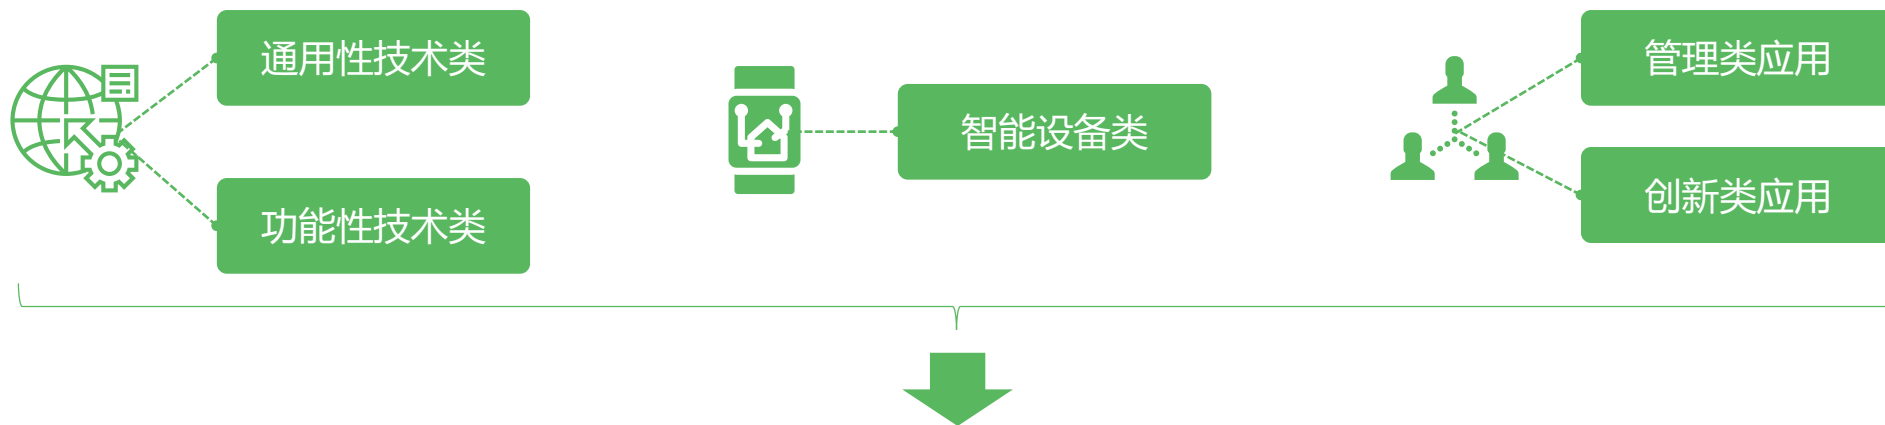 通用性技术类
功能性技术类
智能设备类
管理类应用
创新类应用